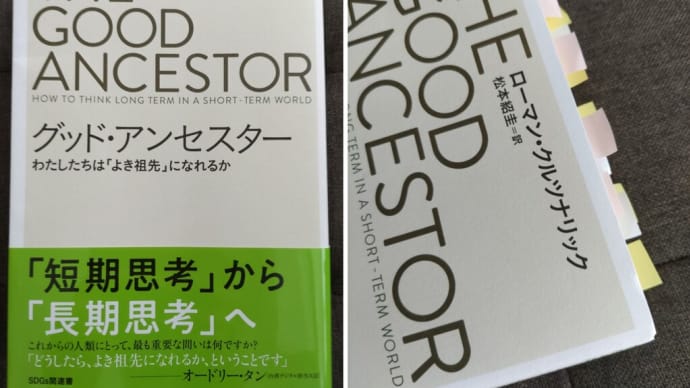 GOOD
ANCESTOR
HOW TO THINK LONG TERM IN A SHORT-TERM WORLD
グッド・アンセスター
わたしたちは「よき祖先」になれるか
「短期思考」から
「長期思考」へ
これからの人類にとって、最も重要な問いは何ですか?
「どうしたら、よき祖先になれるか、ということです」
SDGs関連書
オードリー・タン
THE
GOOD
ANCESTOR
LONG TERM IN A SHORT-TERM WORLD
ローマン・クルツナリック
松本紹圭=訳